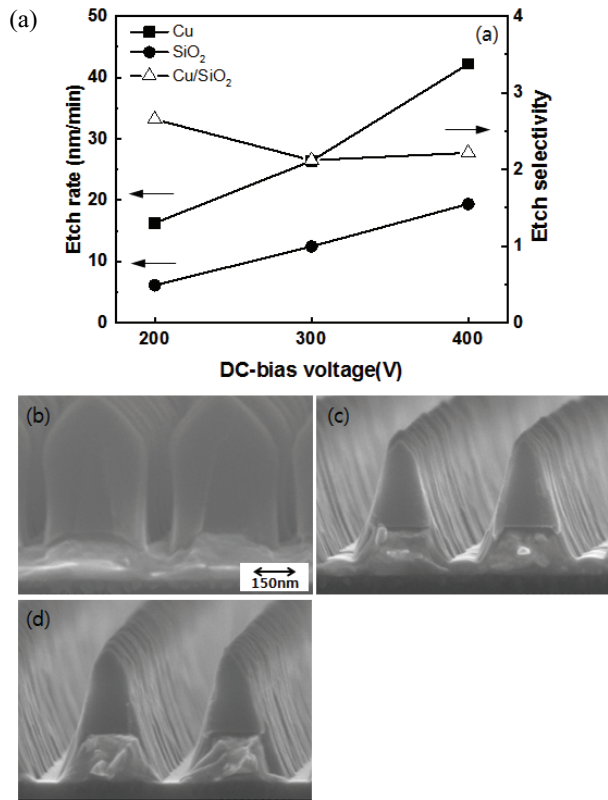 (a)
(a)
Cu
SiO₂
Cu/SiO₂
50
40
30
20
10
0
Etch rate (nm/min)
4
3
2
1
0
Etch selectivity
200
300
400
DC-bias voltage(V)
(b)
150nm
(c)
(d)